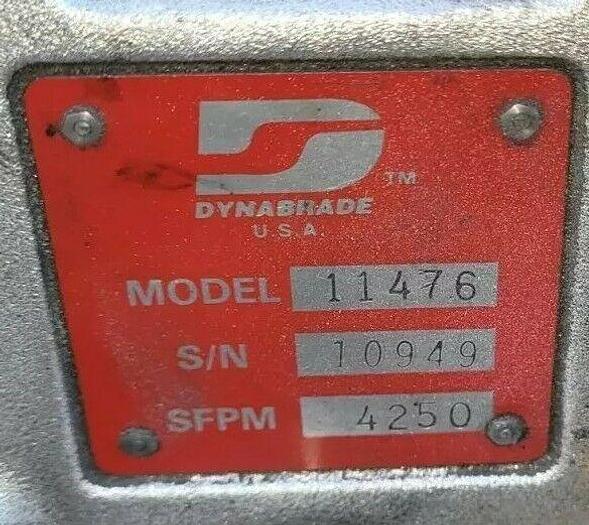 TM
DYNABRADE
U.S.A.
MODEL 11476
S/N 10949
SFPM 4250